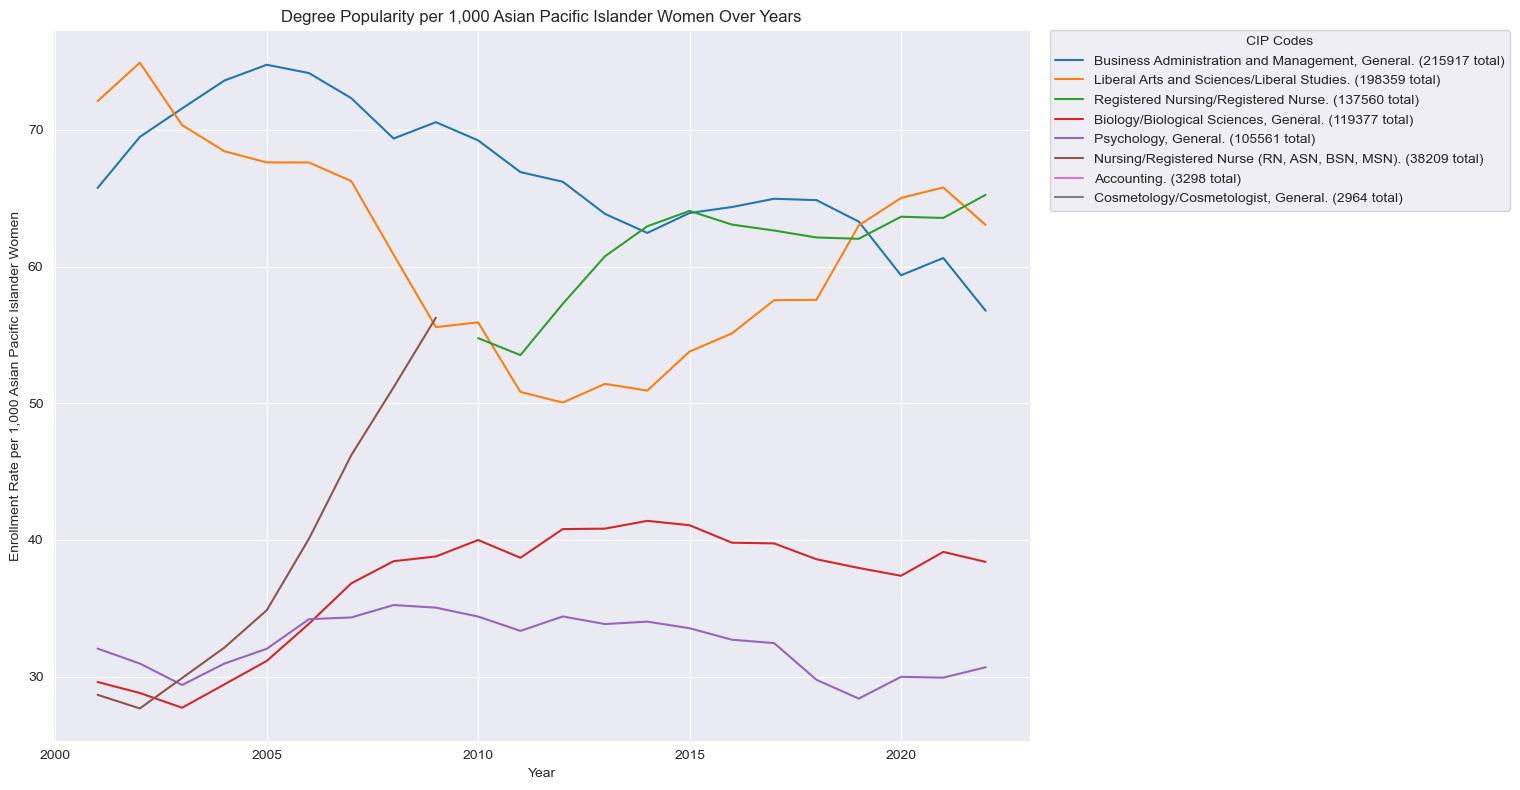 Degree Popularity per 1,000 Asian Pacific Islander Women Over Years
Enrollment Rate per 1,000 Asian Pacific Islander Women
70
60
50
40
30
2000
2005
2010
2015
2020
Year
CIP Codes
Business Administration and Management, General. (215917 total)
Liberal Arts and Sciences/Liberal Studies. (198359 total)
Registered Nursing/Registered Nurse. (137560 total)
Biology/Biological Sciences, General. (119377 total)
Psychology, General. (105561 total)
Nursing/Registered Nurse (RN, ASN, BSN, MSN). (38209 total)
Accounting. (3298 total)
Cosmetology/Cosmetologist, General. (2964 total)